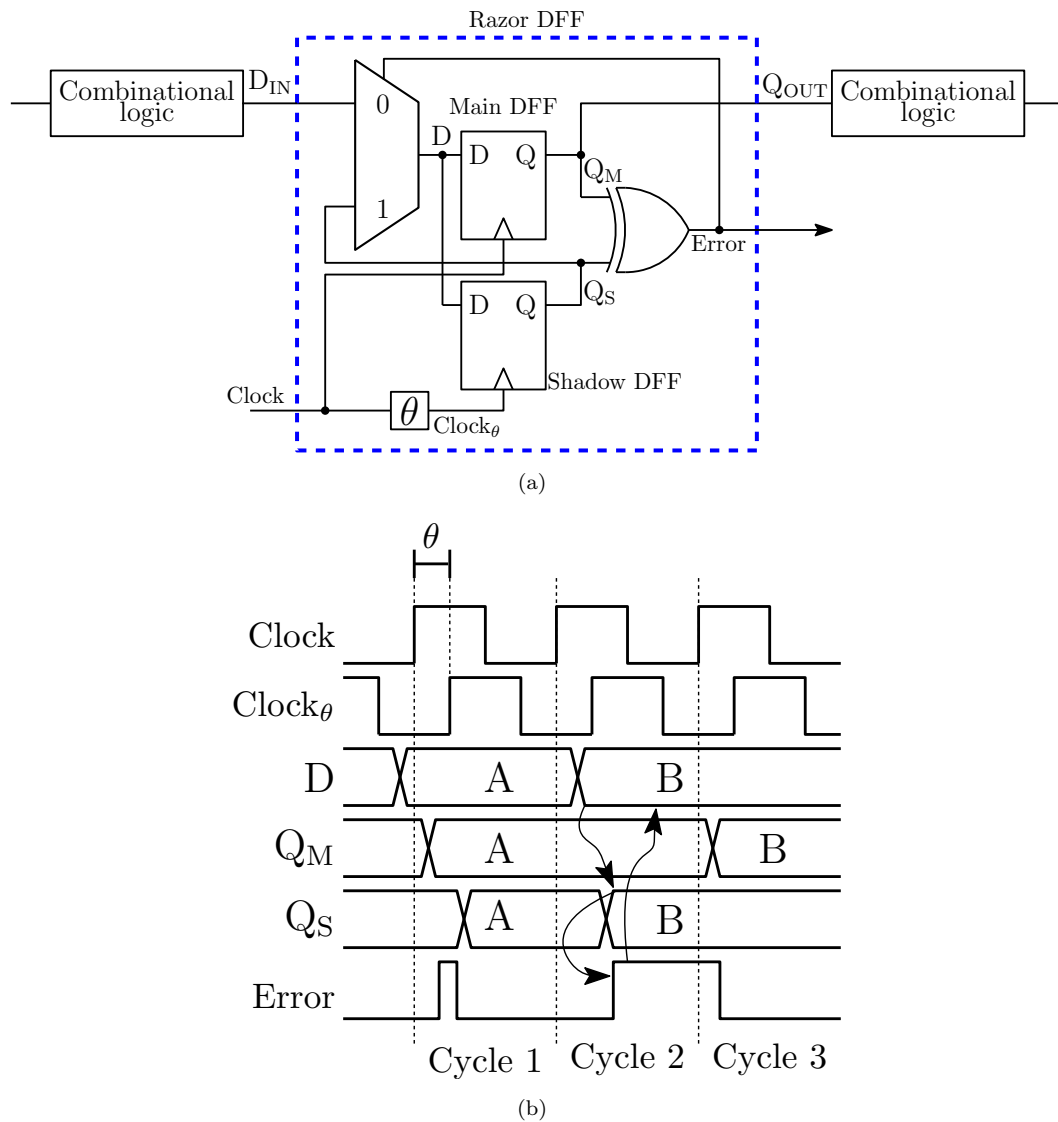 Razor DFF
Combinational
logic
D_IN
0
Main DFF
D
D
Q
Q_M
Q_OUT
Combinational
logic
1
Error
D
Q
Q_S
Shadow DFF
Clock
θ
Clock_θ
(a)
θ
Clock
Clock_θ
D
A
B
Q_M
A
B
Q_S
A
B
Error
Cycle 1
Cycle 2
Cycle 3
(b)